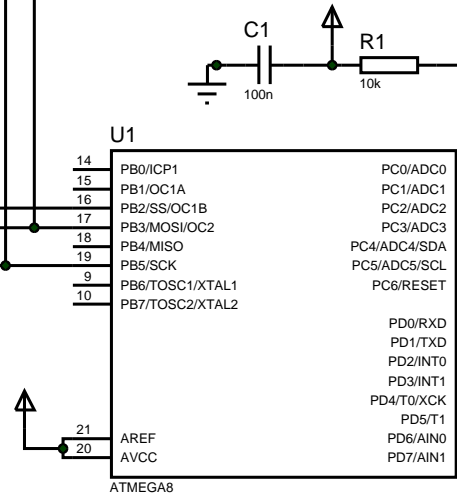 C1
R1
100n
10k
U1
14 PB0/ICP1 PC0/ADC0
15 PB1/OC1A PC1/ADC1
16 PB2/SS/OC1B PC2/ADC2
17 PB3/MOSI/OC2 PC3/ADC3
18 PB4/MISO PC4/ADC4/SDA
19 PB5/SCK PC5/ADC5/SCL
9 PB6/TOSC1/XTAL1 PC6/RESET
10 PB7/TOSC2/XTAL2
PD0/RXD
PD1/TXD
PD2/INT0
PD3/INT1
PD4/T0/XCK
PD5/T1
21 AREF PD6/AIN0
20 AVCC PD7/AIN1
ATMEGA8